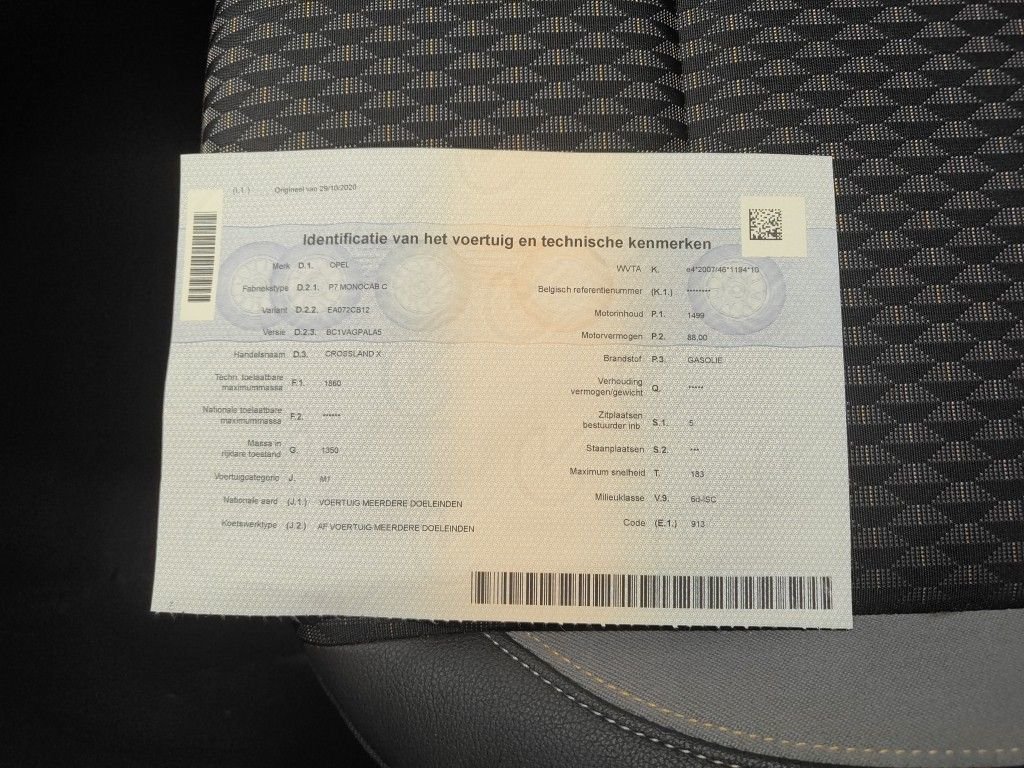 (I.1.) Origineel van 29/10/2020
Identificatie van het voertuig en technische kenmerken
Merk D.1. OPEL
Fabriekstype D.2.1. P7 MONOCAB C
Variant D.2.2. EA072CB12
Versie D.2.3. BC1VAGPALA5
Handelsnaam D.3. CROSSLAND X
Techn. toelaatbare
maximummassa F.1. 1860
Nationale toelaatbare
maximummassa F.2. ******
Massa in
rijklare toestand G. 1350
Voertuigcategorie J. M1
Nationale aard (J.1.) VOERTUIG MEERDERE DOELEINDEN
Koetswerktype (J.2.) AF VOERTUIG MEERDERE DOELEINDEN
WVTA K. e4*2007/46*1194*10
Belgisch referentienummer (K.1.) ********
Motorinhoud P.1. 1499
Motorvermogen P.2. 88.00
Brandstof P.3. GASOLIE
Verhouding
vermogen/gewicht Q. *****
Zitplaatsen
bestuurder inb. S.1. 5
Staanplaatsen S.2. ***
Maximum snelheid T. 183
Milieuklasse V.9. 6d-ISC
Code (E.1.) 913